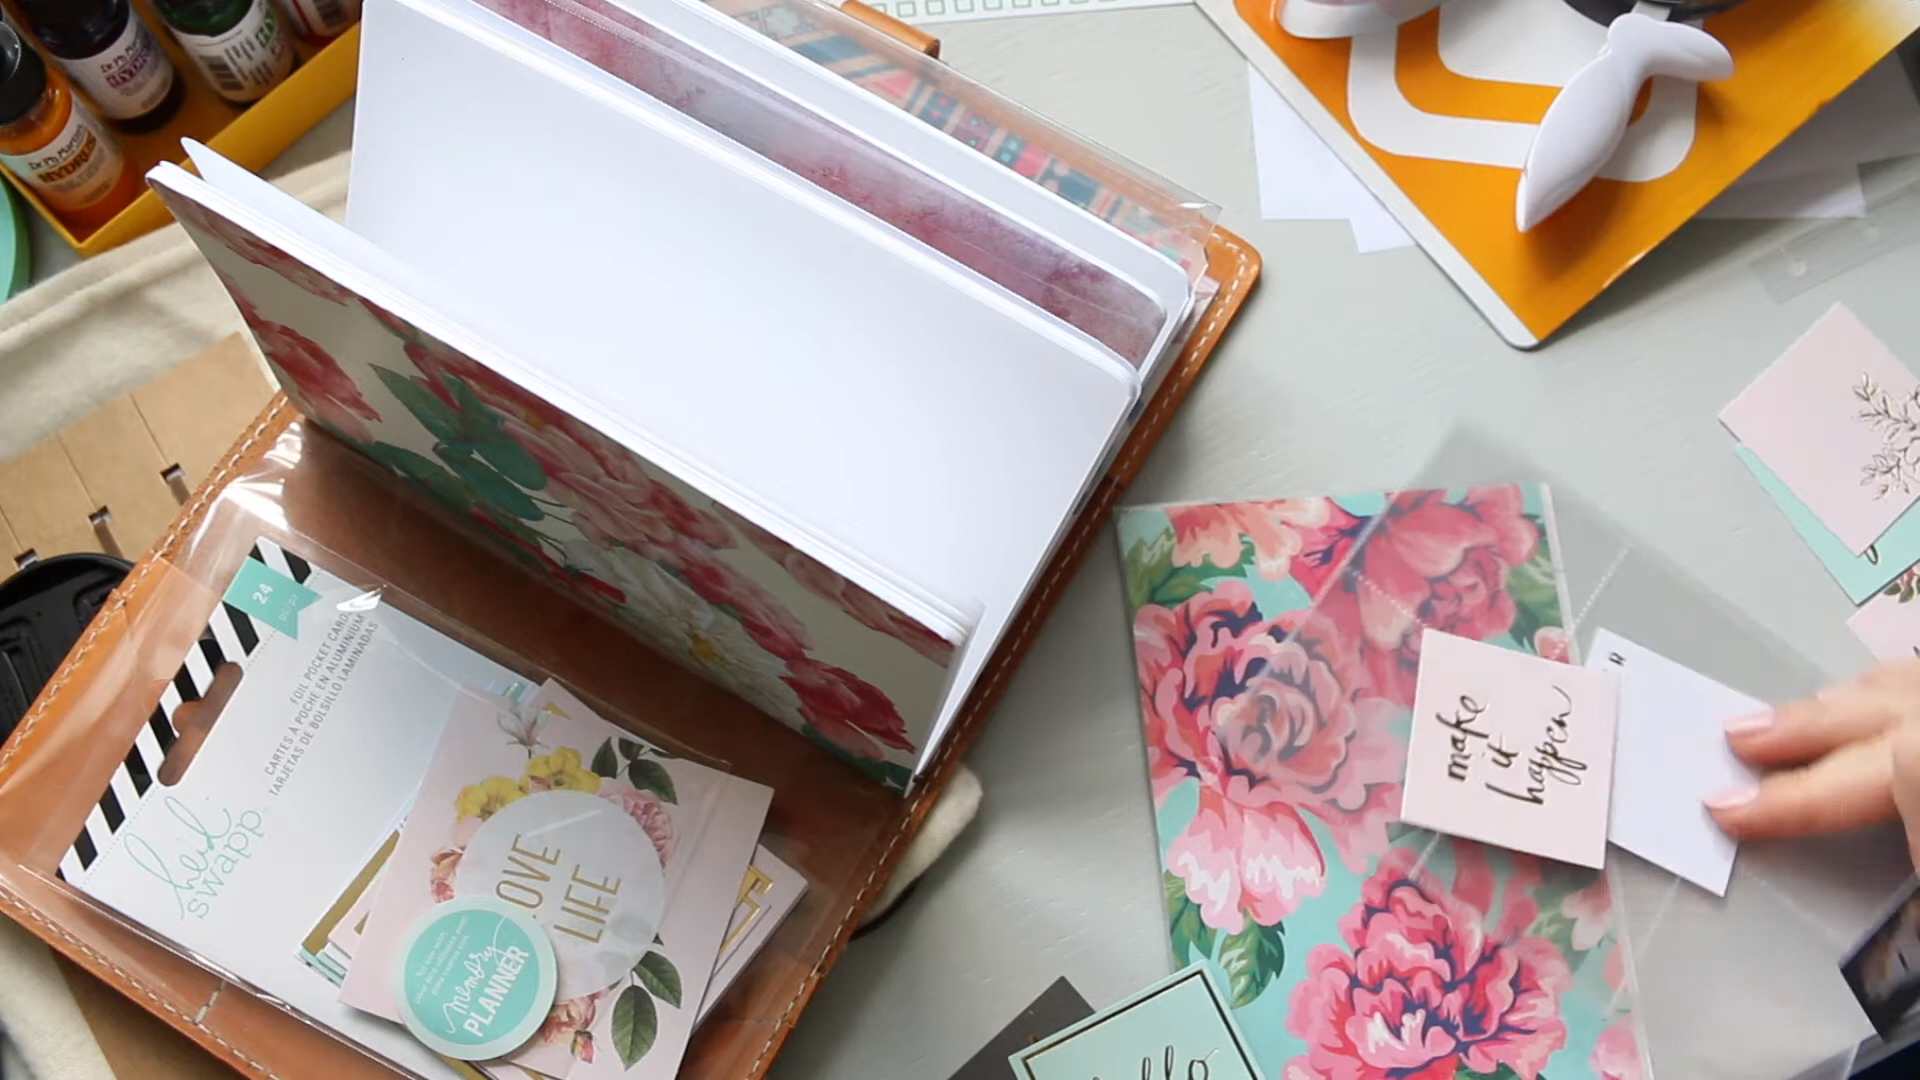 Dr. Ph. Martin's
HYDRUS
24
FOIL POCKET CARD
CARTES À POCHE EN ALUMINIUM
TARJETAS DE BOLSILLO LAMINADAS
heidi
swapp
LOVE
LIFE
memory
PLANNER
make
it
happen
hello